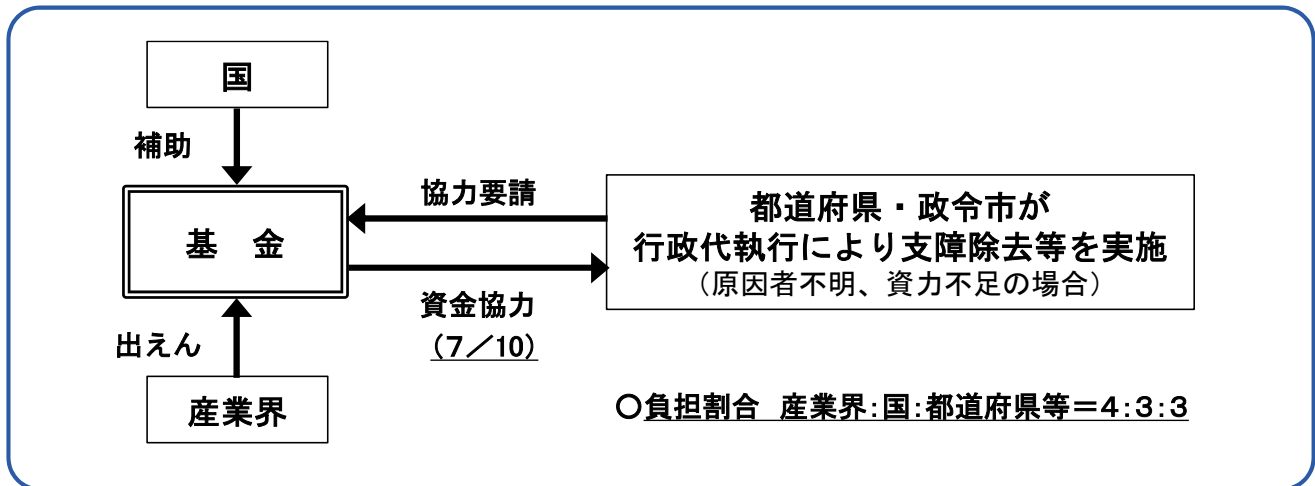 国
補助
基　金
協力要請
資金協力
(7／10)
都道府県・政令市が
行政代執行により支障除去等を実施
（原因者不明、資力不足の場合）
出えん
産業界
○負担割合　産業界：国：都道府県等＝4：3：3